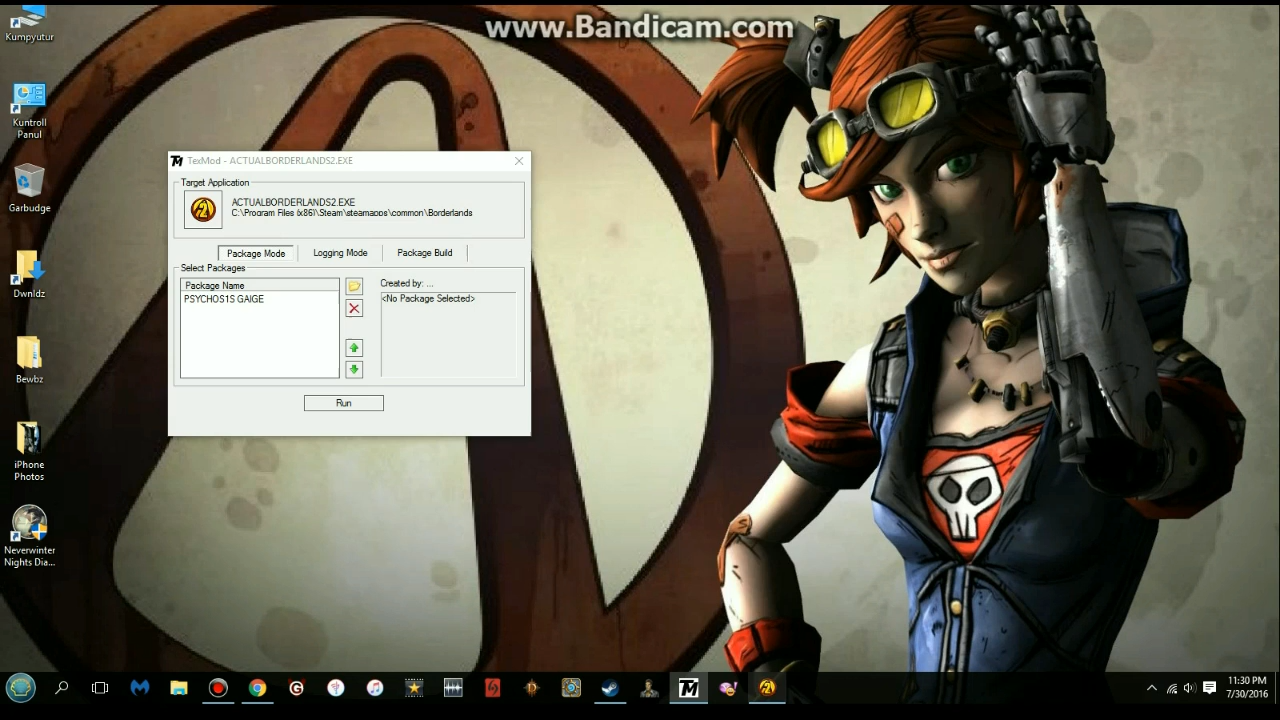 www.Bandicam.com
Kumpyutur
Kuntroll
Panul
Garbudge
Dwnldz
Bewbz
iPhone
Photos
Neverwinter
Nights Dia...
TexMod - ACTUALBORDERLANDS2.EXE
Target Application
ACTUALBORDERLANDS2.EXE
C:\Program Files (x86)\Steam\steamapps\common\Borderlands
Package Mode
Logging Mode
Package Build
Select Packages
Package Name
PSYCHOS1S GAIGE
Created by: ...
<No Package Selected>
Run
11:30 PM
7/30/2016